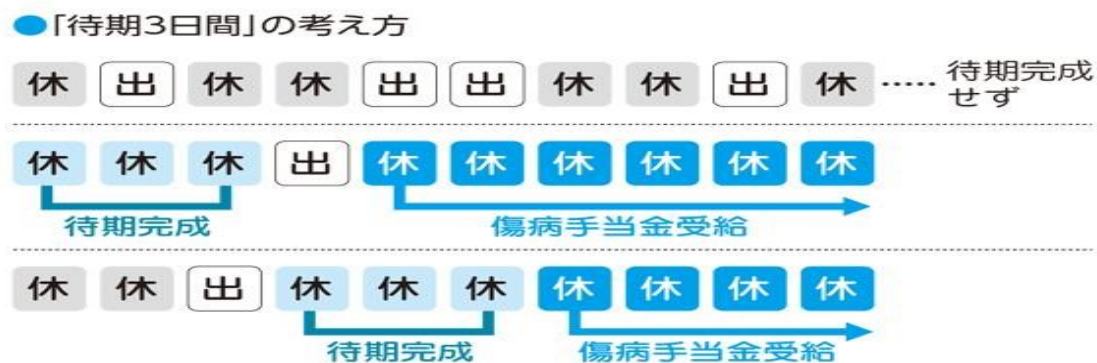 ●「待期3日間」の考え方
休 出 休 休 出 出 休 休 出 休 ‥‥‥ 待期完成
せず
休 休 休 出 休 休 休 休 休 休
待期完成 傷病手当金受給
休 休 出 休 休 休 休 休 休 休
待期完成 傷病手当金受給